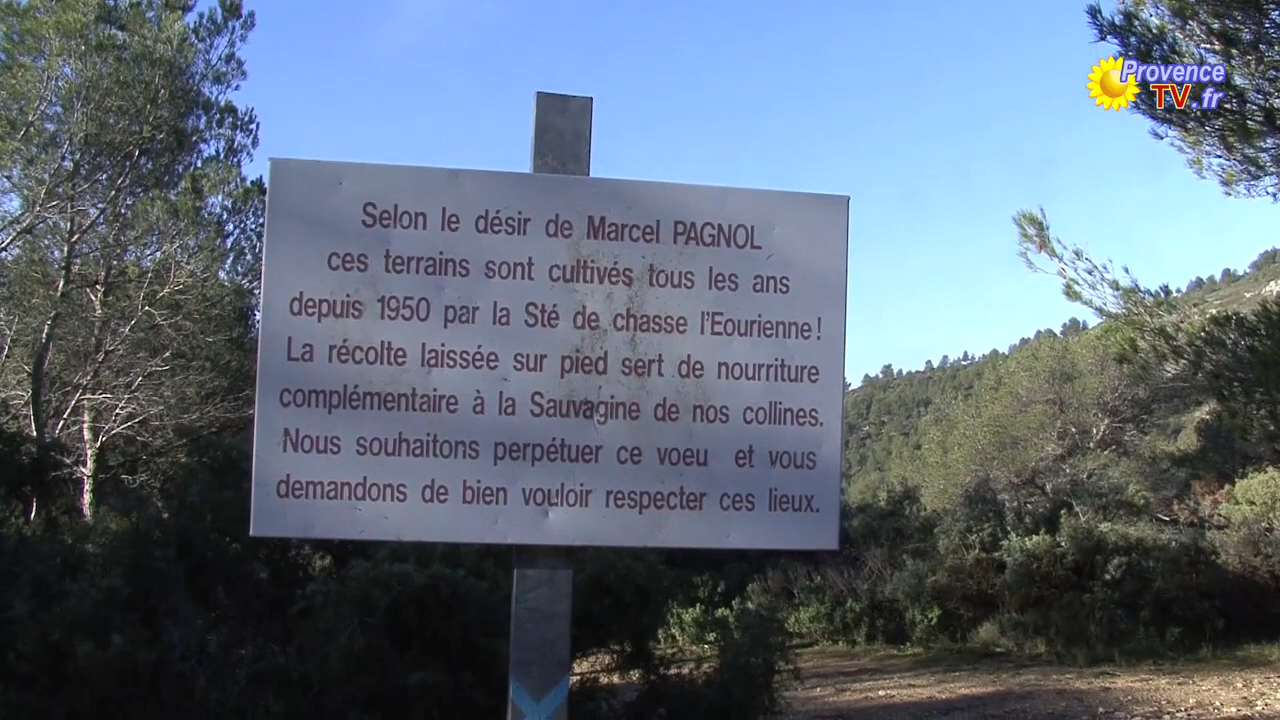 Provence
TV.fr
Selon le désir de Marcel PAGNOL
ces terrains sont cultivés tous les ans
depuis 1950 par la Sté de chasse l'Eourienne!
La récolte laissée sur pied sert de nourriture
complémentaire à la Sauvagine de nos collines.
Nous souhaitons perpétuer ce voeu et vous
demandons de bien vouloir respecter ces lieux.